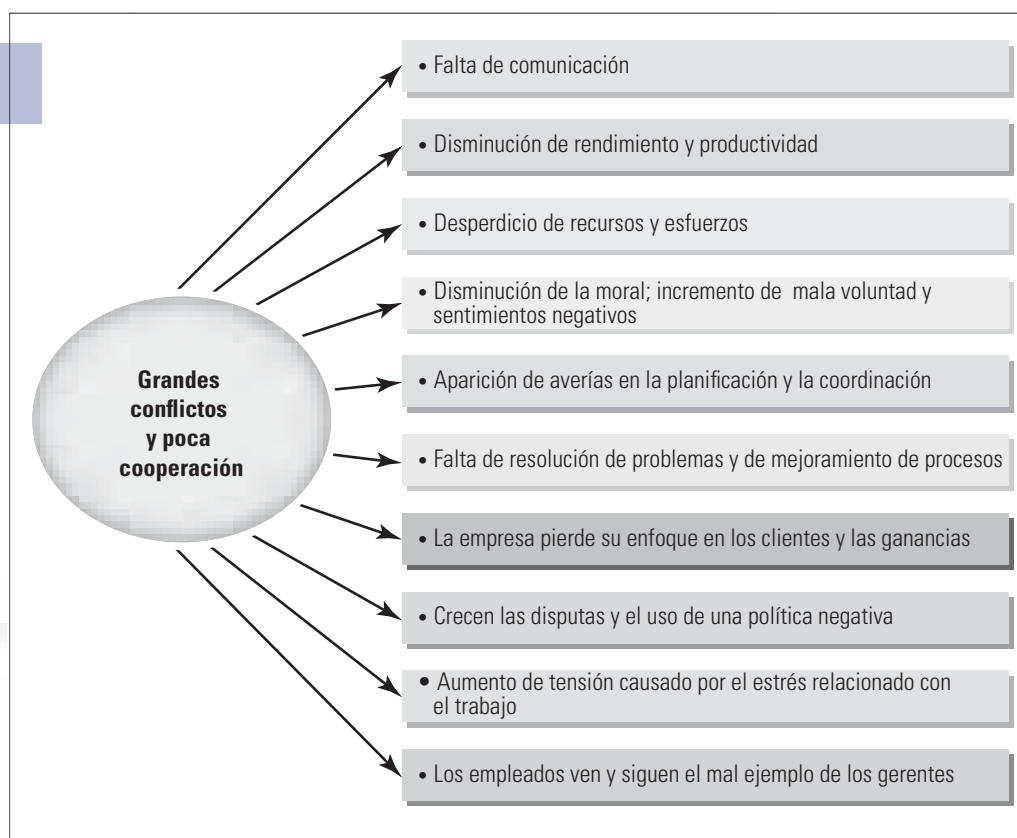 • Falta de comunicación
• Disminución de rendimiento y productividad
• Desperdicio de recursos y esfuerzos
• Disminución de la moral; incremento de mala voluntad y
sentimientos negativos
Grandes
conflictos
y poca
cooperación
• Aparición de averías en la planificación y la coordinación
• Falta de resolución de problemas y de mejoramiento de procesos
• La empresa pierde su enfoque en los clientes y las ganancias
• Crecen las disputas y el uso de una política negativa
• Aumento de tensión causado por el estrés relacionado con
el trabajo
• Los empleados ven y siguen el mal ejemplo de los gerentes